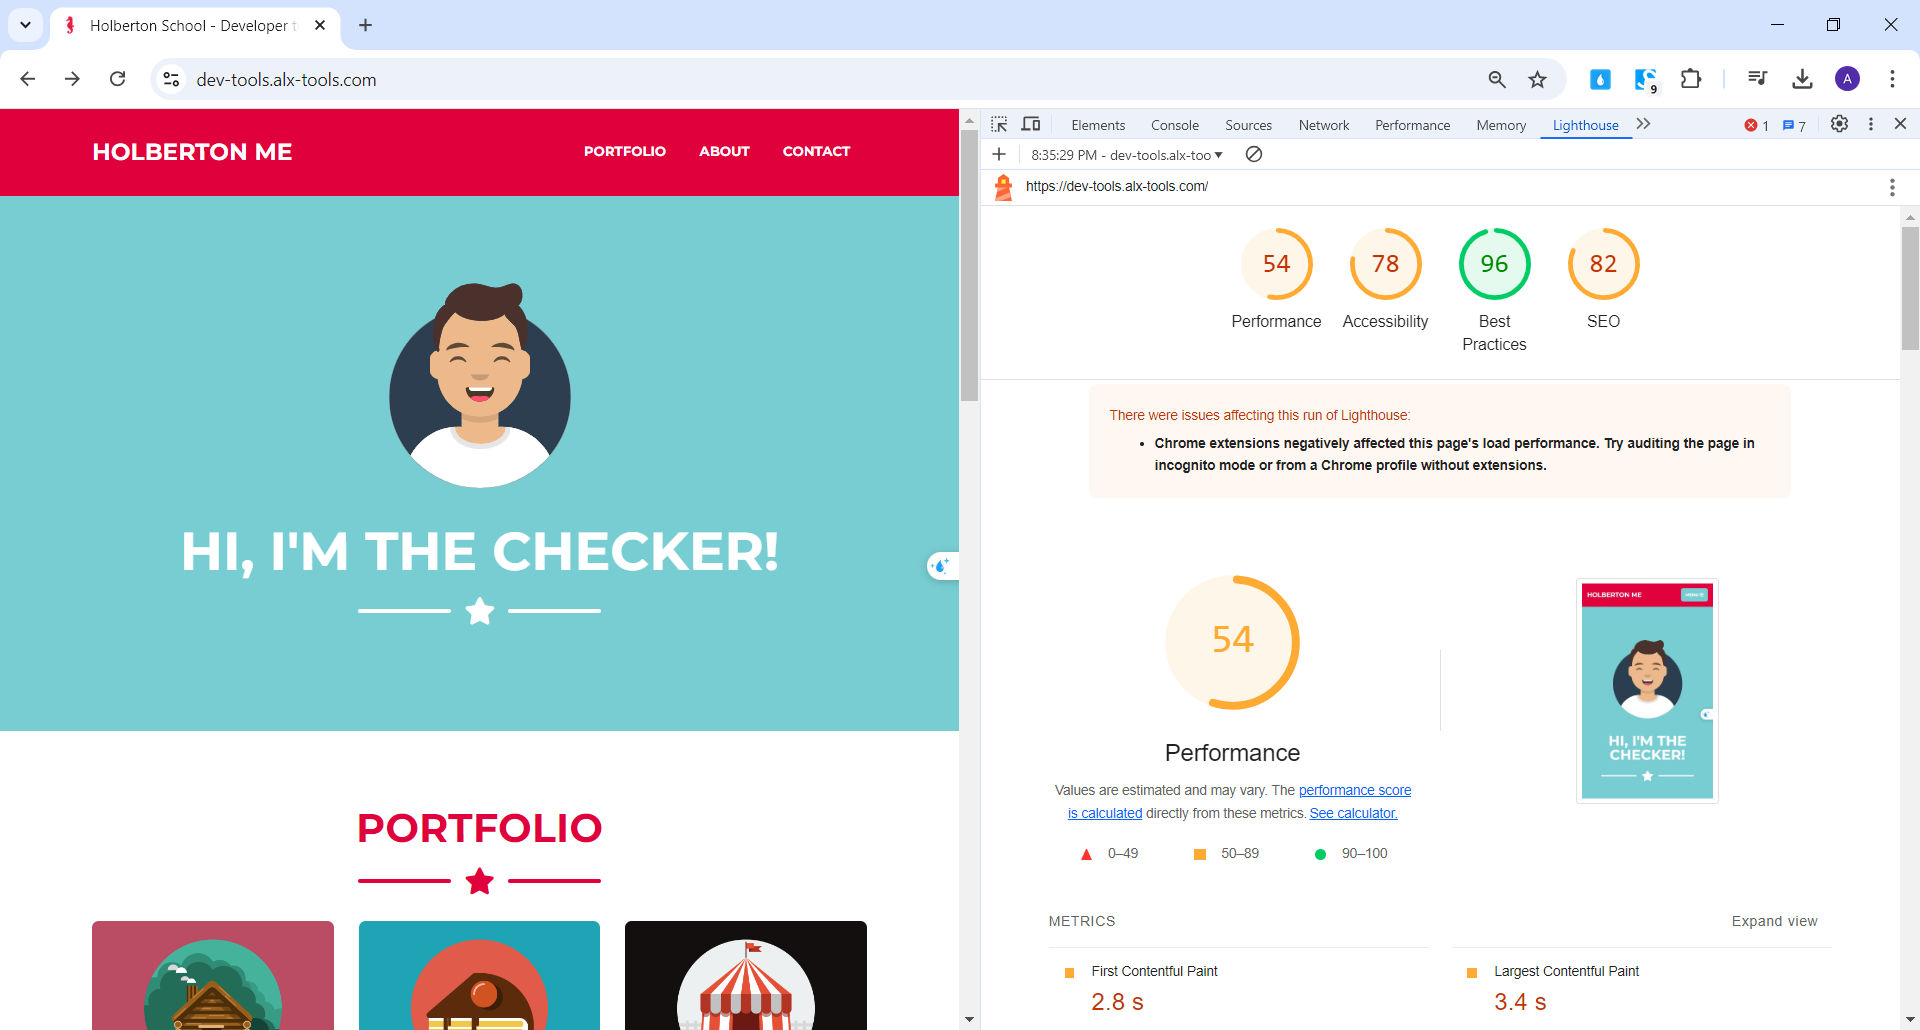 Holberton School - Developer t
dev-tools.alx-tools.com
9
A
HOLBERTON ME
PORTFOLIO
ABOUT
CONTACT
HI, I'M THE CHECKER!
PORTFOLIO
Elements
Console
Sources
Network
Performance
Memory
Lighthouse
1
7
8:35:29 PM - dev-tools.alx-too
https://dev-tools.alx-tools.com/
54
78
96
82
Performance
Accessibility
Best
Practices
SEO
There were issues affecting this run of Lighthouse:
Chrome extensions negatively affected this page's load performance. Try auditing the page in
incognito mode or from a Chrome profile without extensions.
54
Performance
Values are estimated and may vary. The performance score
is calculated directly from these metrics. See calculator.
0–49
50–89
90–100
HOLBERTON ME
HI, I'M THE
CHECKER!
METRICS
Expand view
First Contentful Paint
2.8 s
Largest Contentful Paint
3.4 s